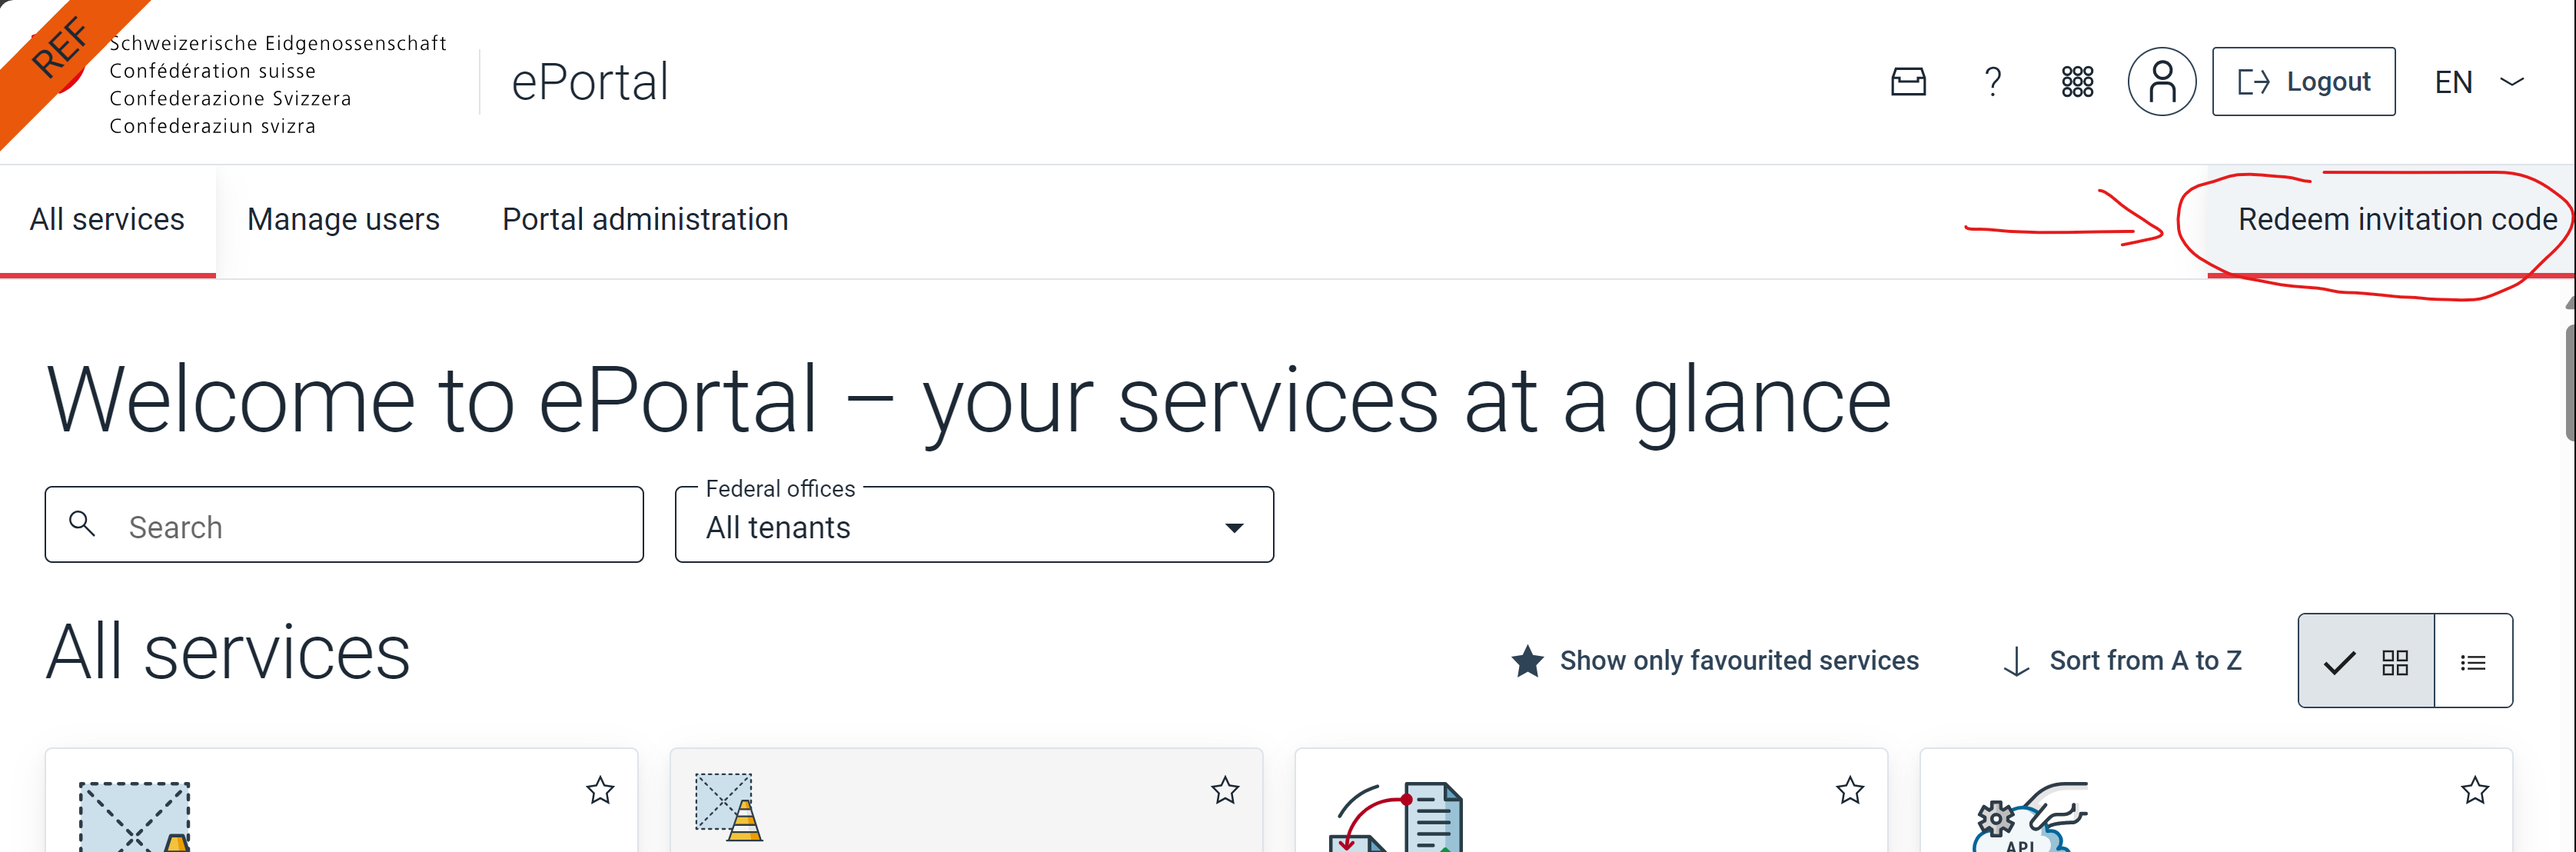 REF
Schweizerische Eidgenossenschaft
Confédération suisse
Confederazione Svizzera
Confederaziun svizra
ePortal
?
Logout
EN
All services
Manage users
Portal administration
Redeem invitation code
Welcome to ePortal – your services at a glance
Search
Federal offices
All tenants
All services
Show only favourited services
Sort from A to Z
API